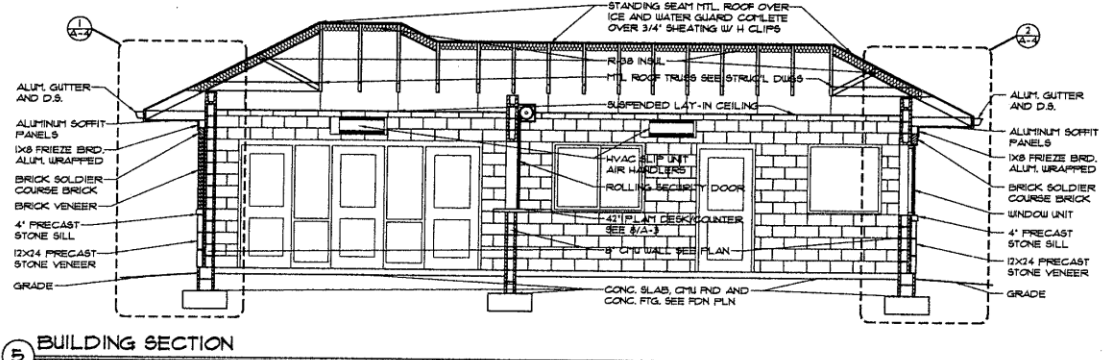 STANDING SEAM MTL. ROOF OVER
ICE AND WATER GUARD COMLETE
OVER 3/4" SHEATING W/ H CLIPS
1
A-4
2
A-4
R-38 INSUL
MTL ROOF TRUSS SEE STRUC'L DWGS
SUSPENDED LAY-IN CEILING
ALUM. GUTTER
AND D.S.
ALUMINUM SOFFIT
PANELS
1X8 FRIEZE BRD.
ALUM. WRAPPED
BRICK SOLDIER
COURSE BRICK
BRICK VENEER
4" PRECAST
STONE SILL
12X24 PRECAST
STONE VENEER
GRADE
HVAC SLIP UNIT
AIR HANDLERS
ROLLING SECURITY DOOR
42" PLAM DESK/COUNTER
SEE 8/A-3
8" CMU WALL SEE PLAN
CONC. SLAB, CMU FND AND
CONC. FTG. SEE FDN PLN
ALUM. GUTTER
AND D.S.
ALUMINUM SOFFIT
PANELS
1X8 FRIEZE BRD.
ALUM. WRAPPED
BRICK SOLDIER
COURSE BRICK
WINDOW UNIT
4" PRECAST
STONE SILL
12X24 PRECAST
STONE VENEER
GRADE
5 BUILDING SECTION